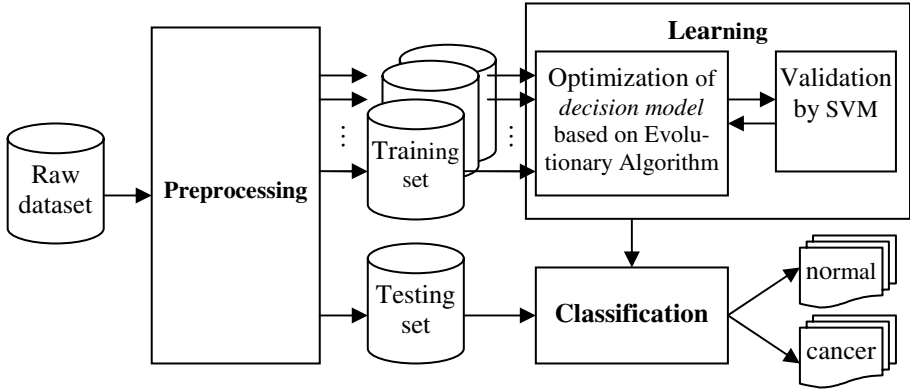 Raw
dataset
Preprocessing
Training
set
Testing
set
Learning
Optimization of
decision model
based on Evolu-
tionary Algorithm
Validation
by SVM
Classification
normal
cancer